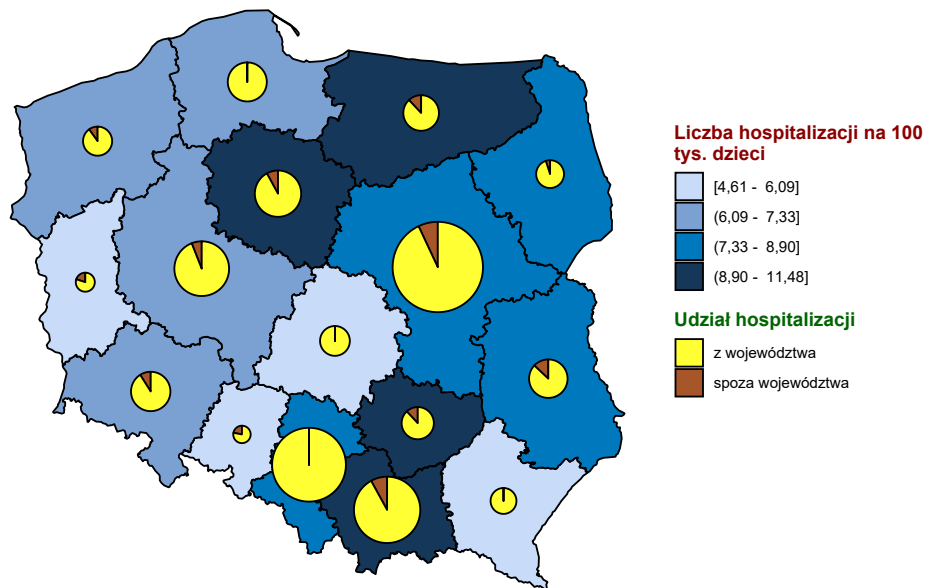 Liczba hospitalizacji na 100
tys. dzieci
[4,61 - 6,09]
(6,09 - 7,33]
(7,33 - 8,90]
(8,90 - 11,48]
Udział hospitalizacji
z województwa
spoza województwa